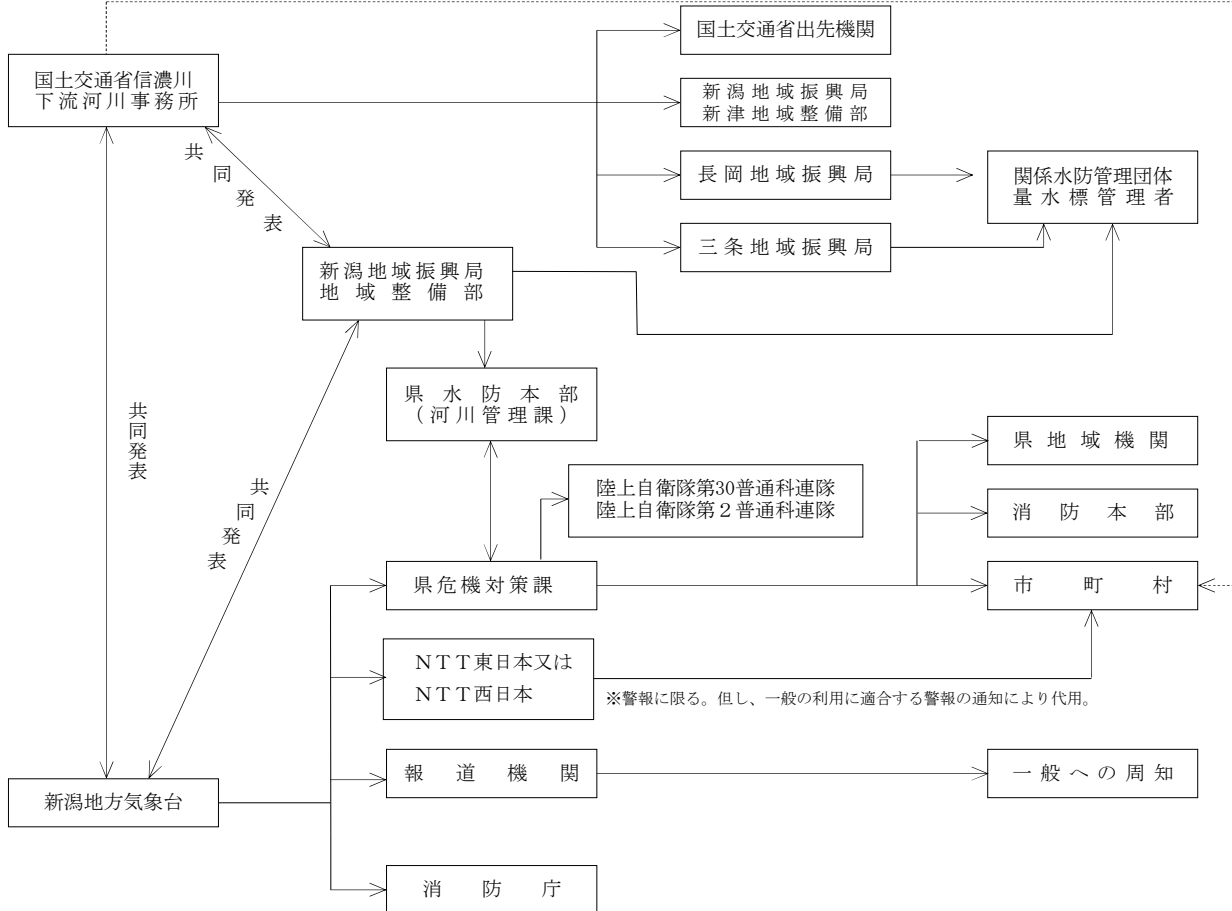 国土交通省出先機関
国土交通省信濃川
下流河川事務所
新潟地域振興局
新津地域整備部
共同発表
長岡地域振興局
関係水防管理団体
量水標管理者
三条地域振興局
新潟地域振興局
地域整備部
県水防本部
（河川管理課）
共同発表
県地域機関
共同発表
陸上自衛隊第30普通科連隊
陸上自衛隊第２普通科連隊
消防本部
県危機対策課
市町村
ＮＴＴ東日本又は
ＮＴＴ西日本
※警報に限る。但し、一般の利用に適合する警報の通知により代用。
報道機関
一般への周知
新潟地方気象台
消防庁